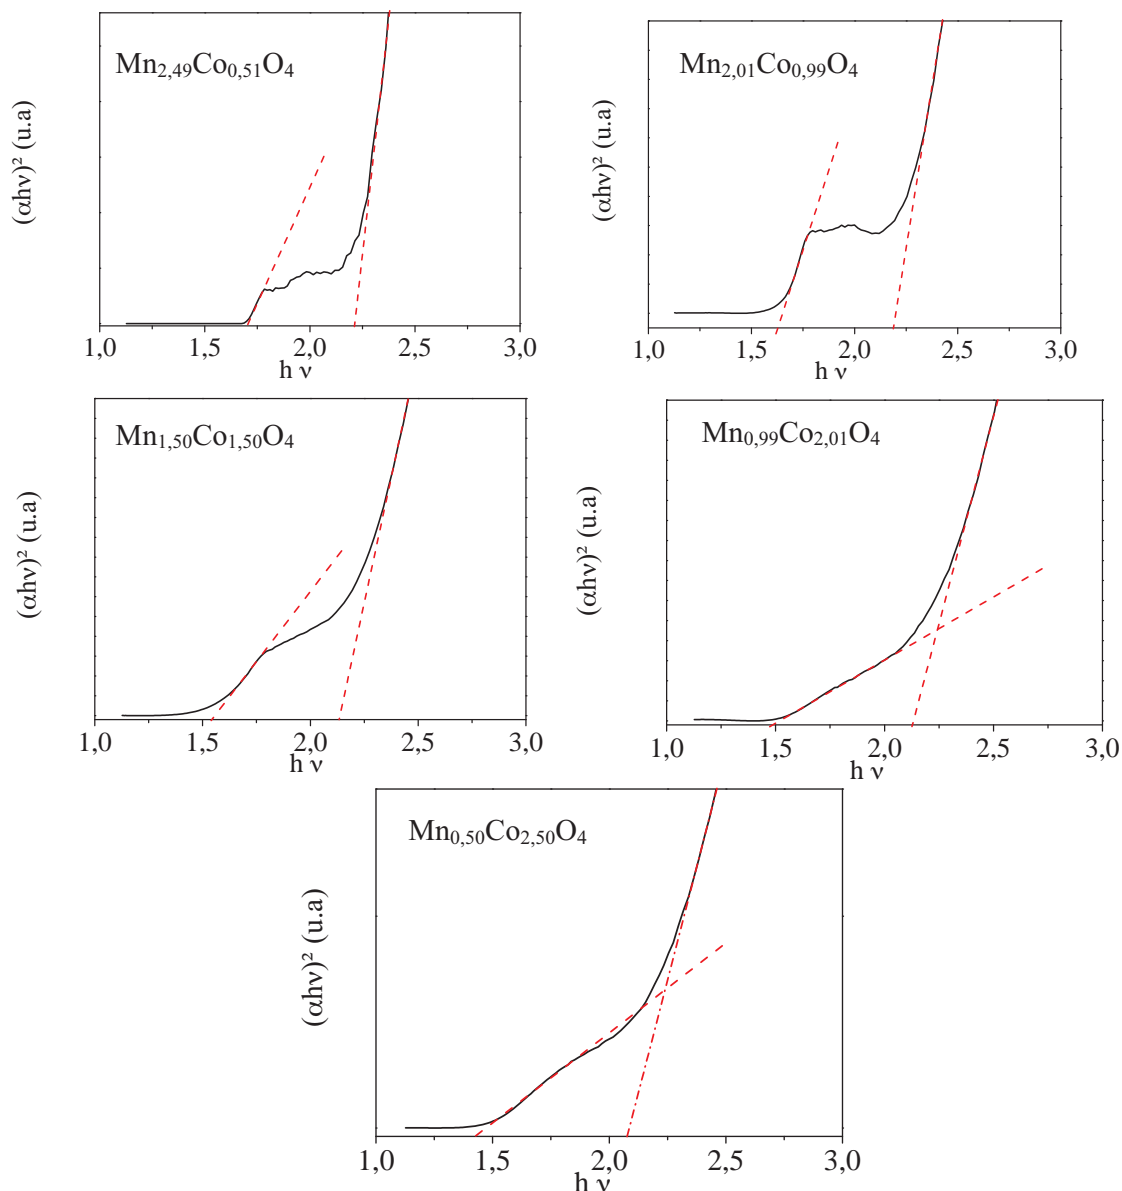 Mn₂,₄₉Co₀,₅₁O₄
(αhν)² (u.a)
1,0 1,5 2,0 2,5 3,0
h ν
Mn₂,₀₁Co₀,₉₉O₄
(αhν)² (u.a)
1,0 1,5 2,0 2,5 3,0
h ν
Mn₁,₅₀Co₁,₅₀O₄
(αhν)² (u.a)
1,0 1,5 2,0 2,5 3,0
h ν
Mn₀,₉₉Co₂,₀₁O₄
(αhν)² (u.a)
1,0 1,5 2,0 2,5 3,0
h ν
Mn₀,₅₀Co₂,₅₀O₄
(αhν)² (u.a)
1,0 1,5 2,0 2,5 3,0
h ν